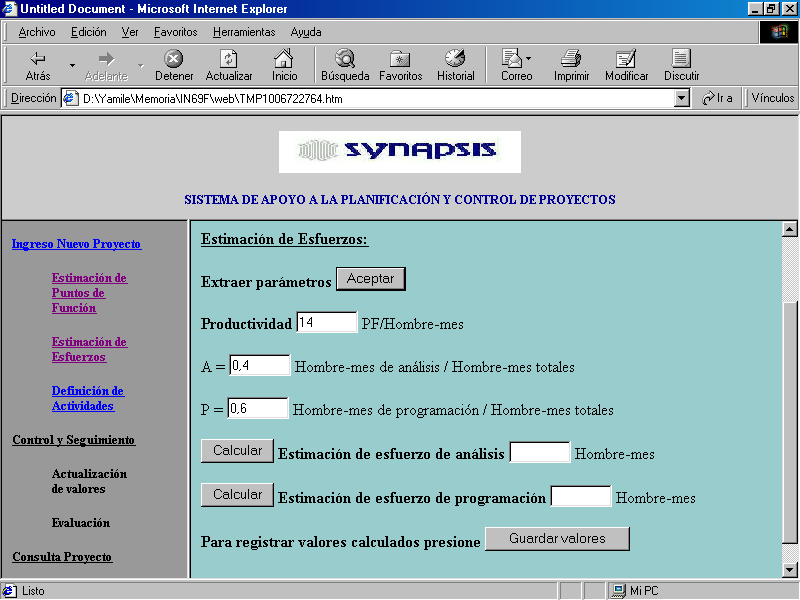 Untitled Document - Microsoft Internet Explorer
Archivo Edición Ver Favoritos Herramientas Ayuda
Atrás Adelante Detener Actualizar Inicio Búsqueda Favoritos Historial Correo Imprimir Modificar Discutir
Dirección D:\Yamile\Memoria\IN69F\web\TMP1006722764.htm Ir a Vínculos
SYNAPSIS
SISTEMA DE APOYO A LA PLANIFICACIÓN Y CONTROL DE PROYECTOS
Ingreso Nuevo Proyecto
Estimación de
Puntos de
Función
Estimación de
Esfuerzos
Definición de
Actividades
Control y Seguimiento
Actualización
de valores
Evaluación
Consulta Proyecto
Estimación de Esfuerzos:
Extraer parámetros Aceptar
Productividad 14 PF/Hombre-mes
A = 0,4 Hombre-mes de análisis / Hombre-mes totales
P = 0,6 Hombre-mes de programación / Hombre-mes totales
Calcular Estimación de esfuerzo de análisis Hombre-mes
Calcular Estimación de esfuerzo de programación Hombre-mes
Para registrar valores calculados presione Guardar valores
Listo Mi PC